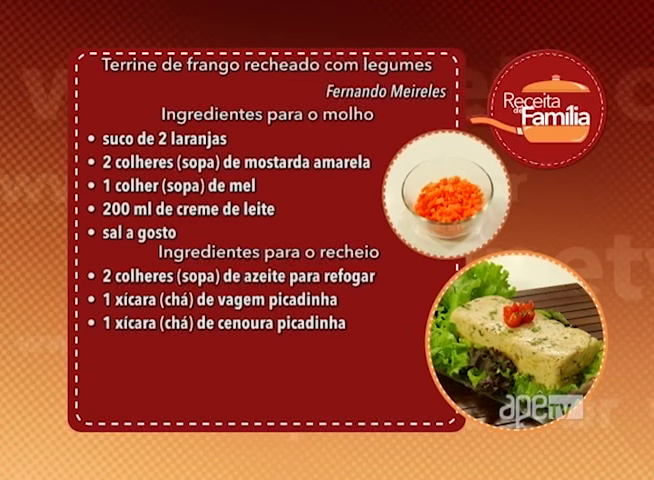 Terrine de frango recheado com legumes
Fernando Meireles
Ingredientes para o molho
• suco de 2 laranjas
• 2 colheres (sopa) de mostarda amarela
• 1 colher (sopa) de mel
• 200 ml de creme de leite
• sal a gosto
Ingredientes para o recheio
• 2 colheres (sopa) de azeite para refogar
• 1 xícara (chá) de vagem picadinha
• 1 xícara (chá) de cenoura picadinha
Receita
de Família
apêTV